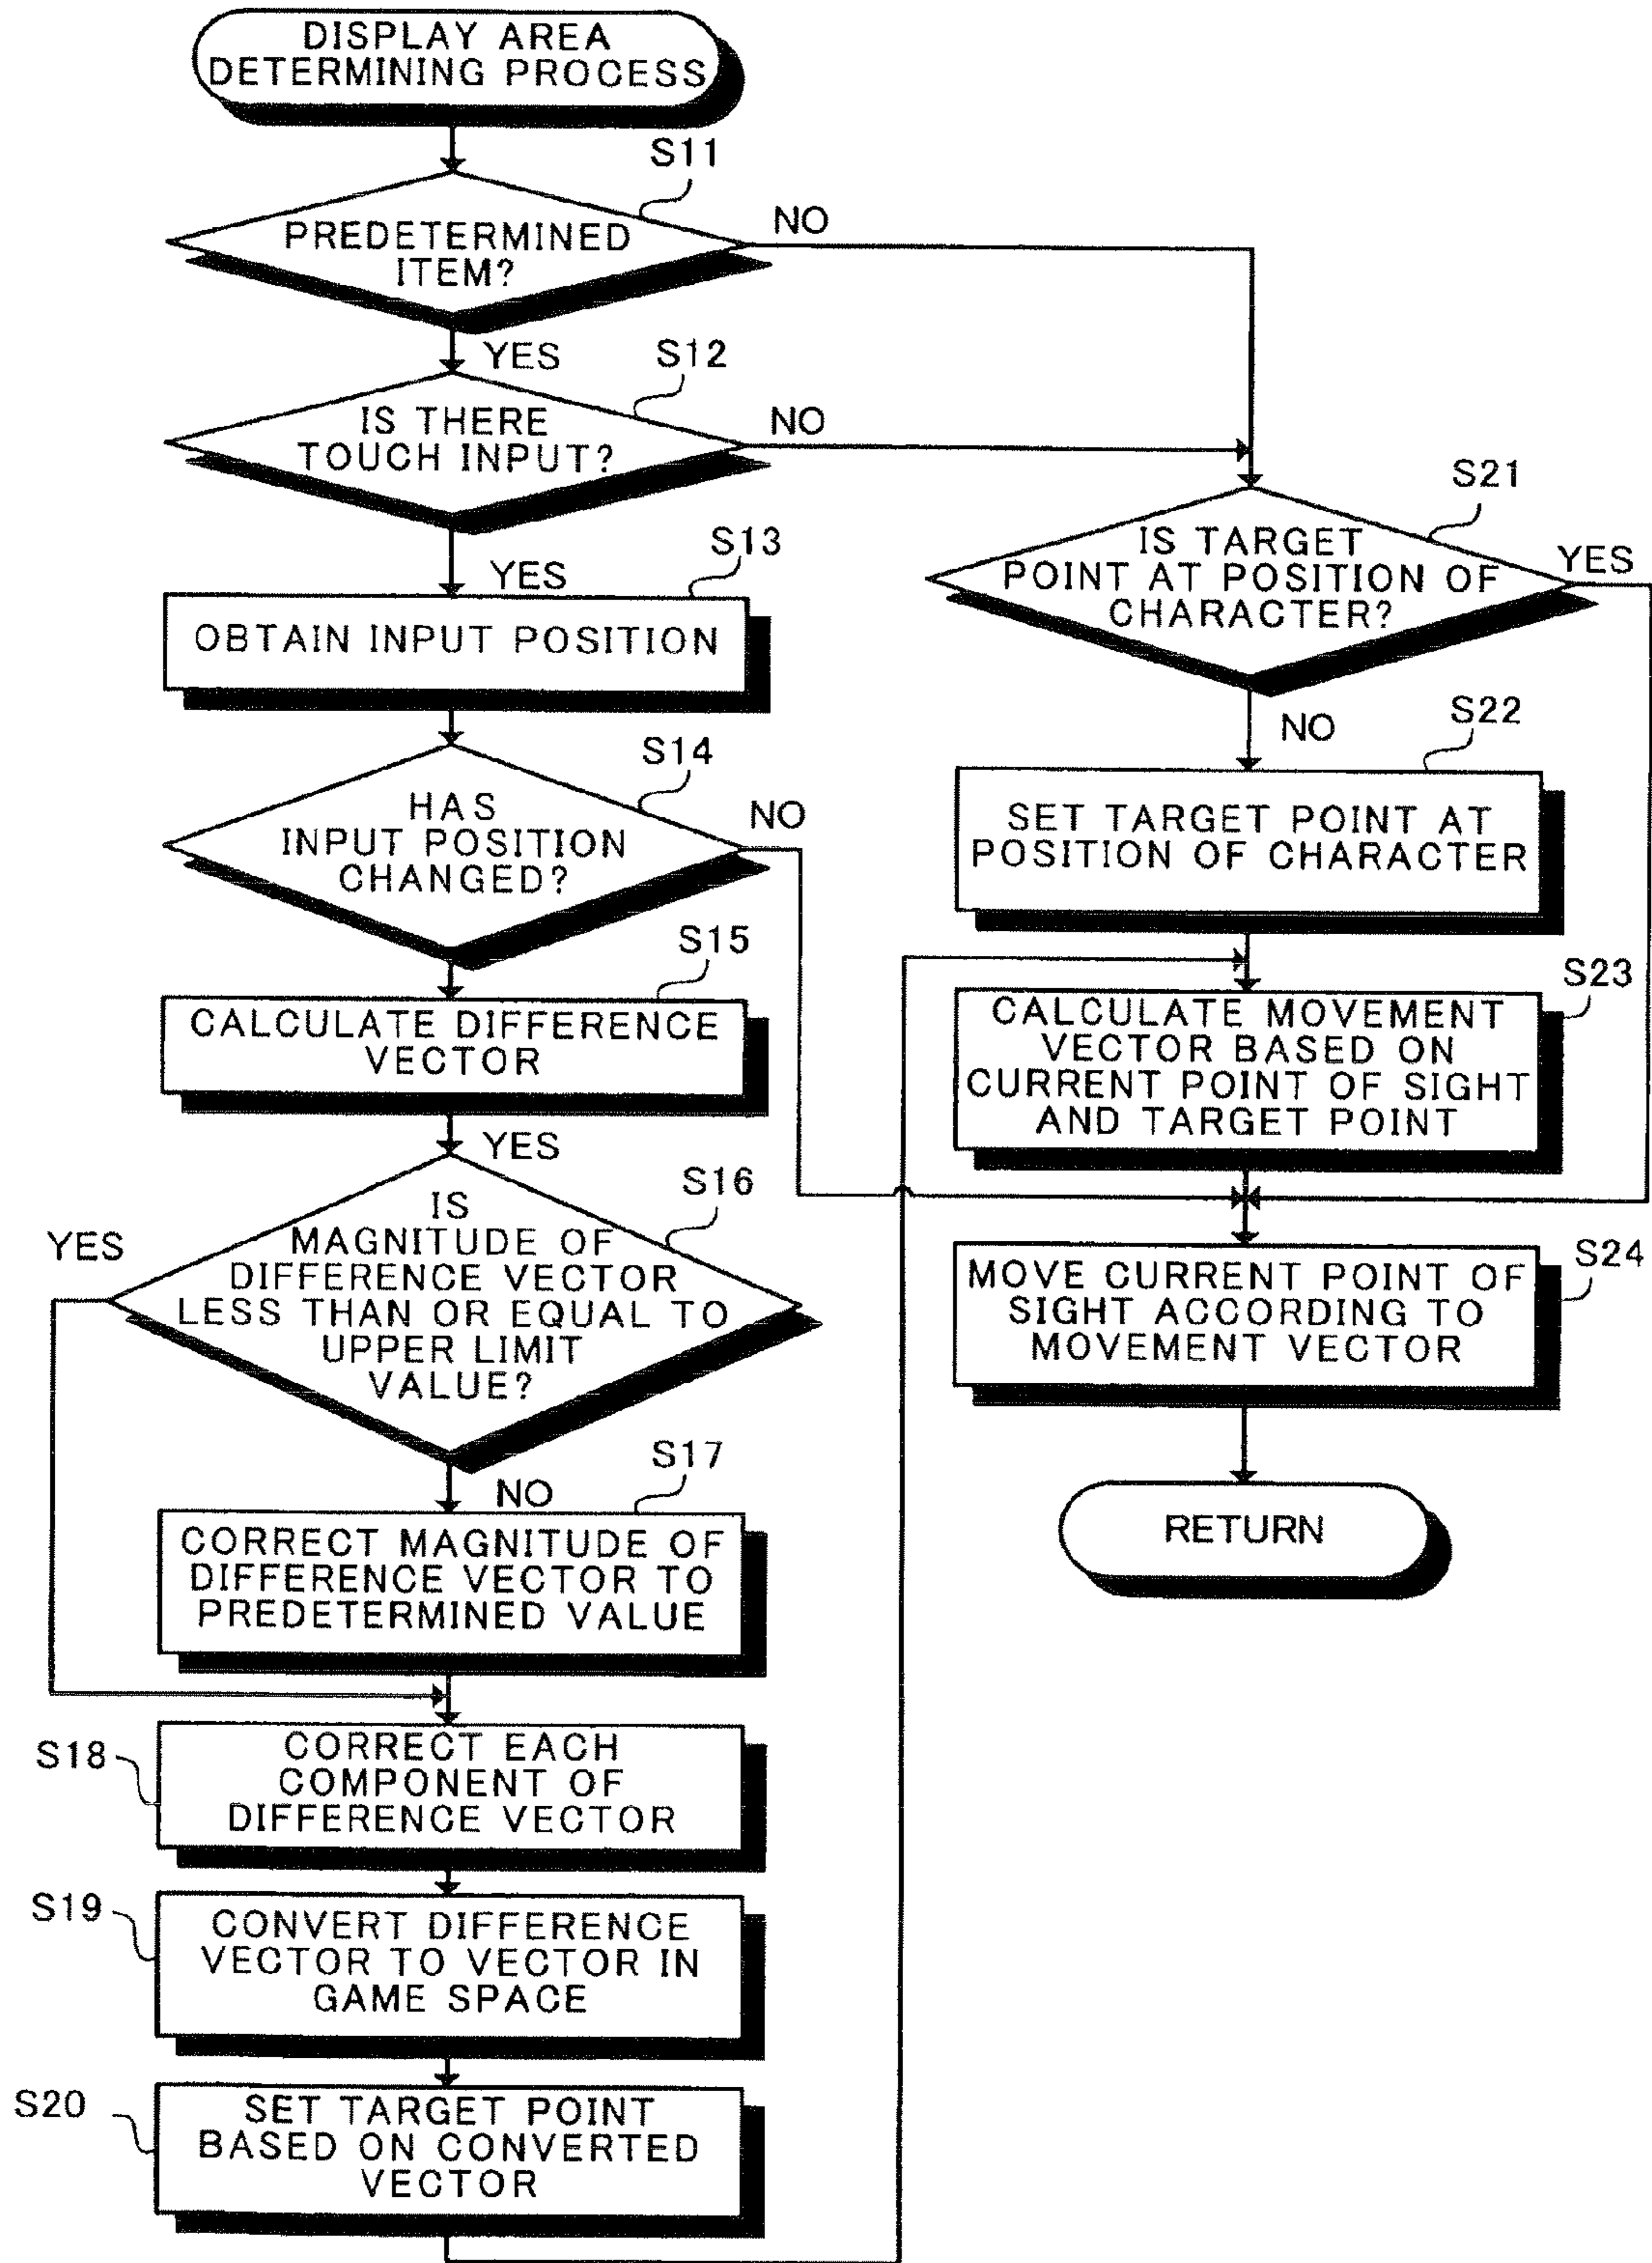 DISPLAY AREA
DETERMINING PROCESS
S11
PREDETERMINED
ITEM?
NO
YES
S12
IS THERE
TOUCH INPUT?
NO
YES
S13
OBTAIN INPUT POSITION
S14
HAS
INPUT POSITION
CHANGED?
NO
S15
CALCULATE DIFFERENCE
VECTOR
YES
S16
IS
MAGNITUDE OF
DIFFERENCE VECTOR
LESS THAN OR EQUAL TO
UPPER LIMIT
VALUE?
YES
NO
S17
CORRECT MAGNITUDE OF
DIFFERENCE VECTOR TO
PREDETERMINED VALUE
S18
CORRECT EACH
COMPONENT OF
DIFFERENCE VECTOR
S19
CONVERT DIFFERENCE
VECTOR TO VECTOR IN
GAME SPACE
S20
SET TARGET POINT
BASED ON CONVERTED
VECTOR
S21
IS TARGET
POINT AT POSITION OF
CHARACTER?
YES
NO
S22
SET TARGET POINT AT
POSITION OF CHARACTER
S23
CALCULATE MOVEMENT
VECTOR BASED ON
CURRENT POINT OF SIGHT
AND TARGET POINT
S24
MOVE CURRENT POINT OF
SIGHT ACCORDING TO
MOVEMENT VECTOR
RETURN